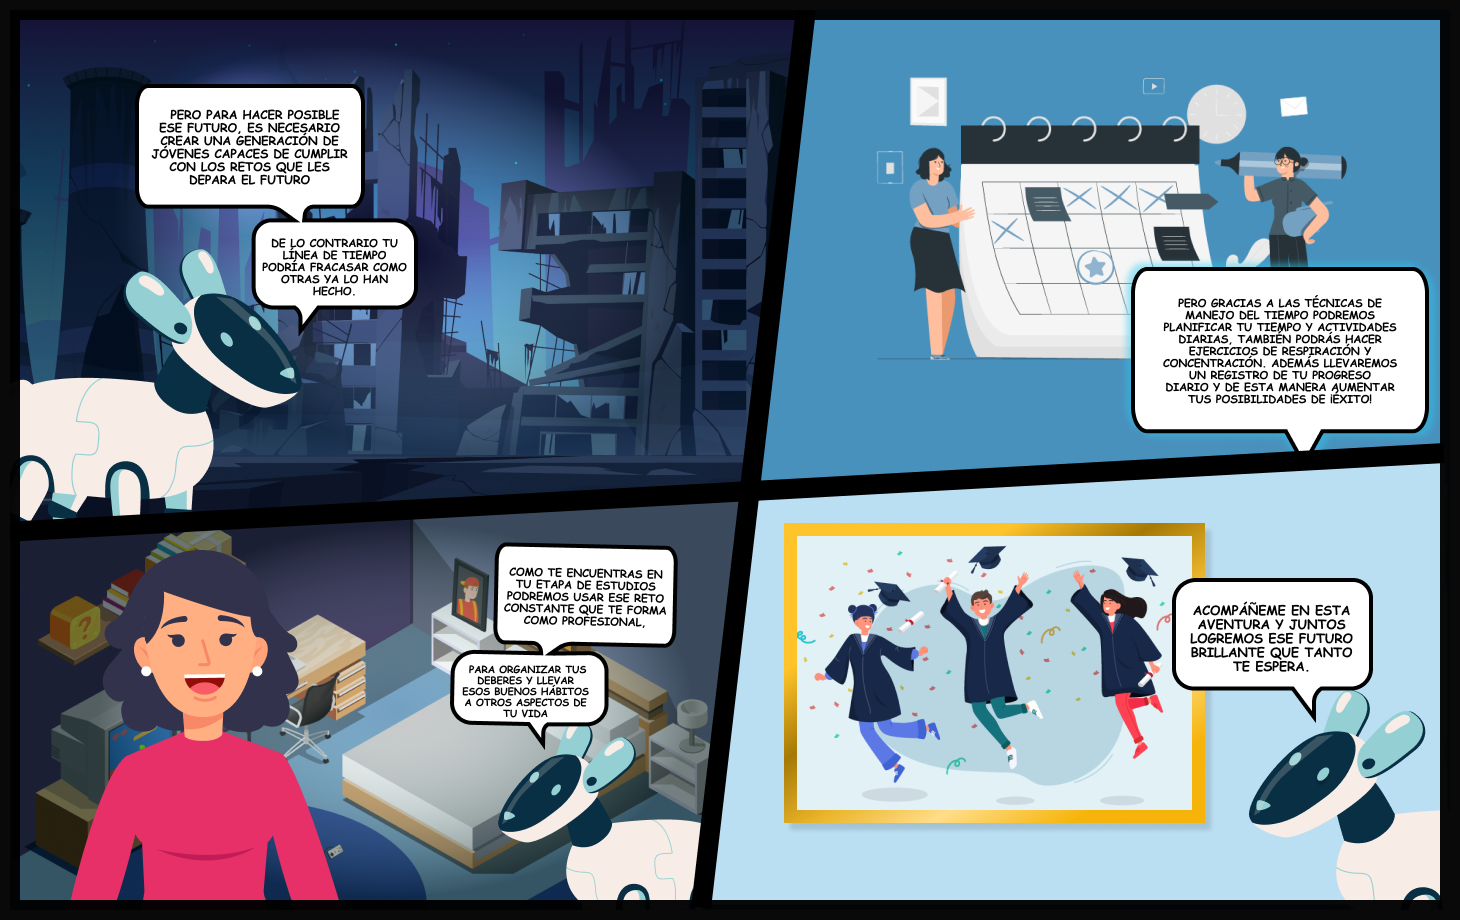 PERO PARA HACER POSIBLE
ESE FUTURO, ES NECESARIO
CREAR UNA GENERACIÓN DE
JÓVENES CAPACES DE CUMPLIR
CON LOS RETOS QUE LES
DEPARA EL FUTURO
DE LO CONTRARIO TU
LÍNEA DE TIEMPO
PODRÍA FRACASAR COMO
OTRAS YA LO HAN
HECHO.
PERO GRACIAS A LAS TÉCNICAS DE
MANEJO DEL TIEMPO PODREMOS
PLANIFICAR TU TIEMPO Y ACTIVIDADES
DIARIAS, TAMBIÉN PODRÁS HACER
EJERCICIOS DE RESPIRACIÓN Y
CONCENTRACIÓN. ADEMÁS LLEVAREMOS
UN REGISTRO DE TU PROGRESO
DIARIO Y DE ESTA MANERA AUMENTAR
TUS POSIBILIDADES DE ¡ÉXITO!
COMO TE ENCUENTRAS EN
TU ETAPA DE ESTUDIOS
PODREMOS USAR ESE RETO
CONSTANTE QUE TE FORMA
COMO PROFESIONAL,
PARA ORGANIZAR TUS
DEBERES Y LLEVAR
ESOS BUENOS HÁBITOS
A OTROS ASPECTOS DE
TU VIDA
?
ACOMPÁÑEME EN ESTA
AVENTURA Y JUNTOS
LOGREMOS ESE FUTURO
BRILLANTE QUE TANTO
TE ESPERA.